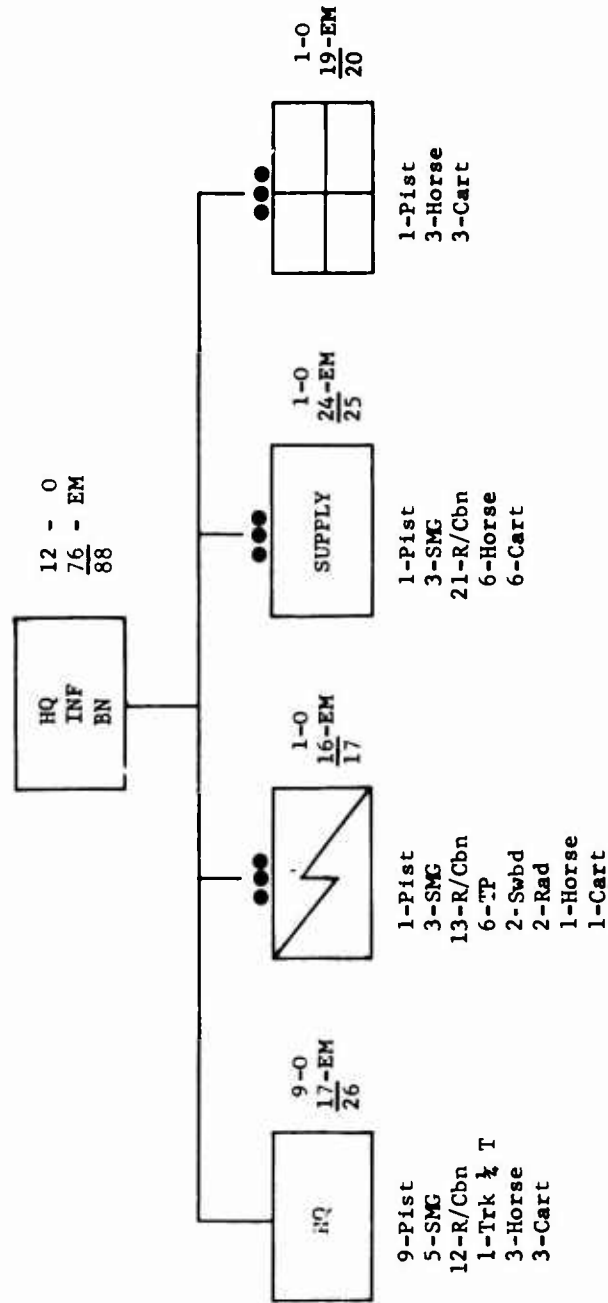 HQ
INF
BN
12 - O
76 - EM
88
HQ
9-O
17-EM
26
9-Pist
5-SMG
12-R/Cbn
1-Trk ¼ T
3-Horse
3-Cart
1-O
16-EM
17
1-Pist
3-SMG
13-R/Cbn
6-TP
2-Swbd
2-Rad
1-Horse
1-Cart
SUPPLY
1-O
24-EM
25
1-Pist
3-SMG
21-R/Cbn
6-Horse
6-Cart
1-O
19-EM
20
1-Pist
3-Horse
3-Cart